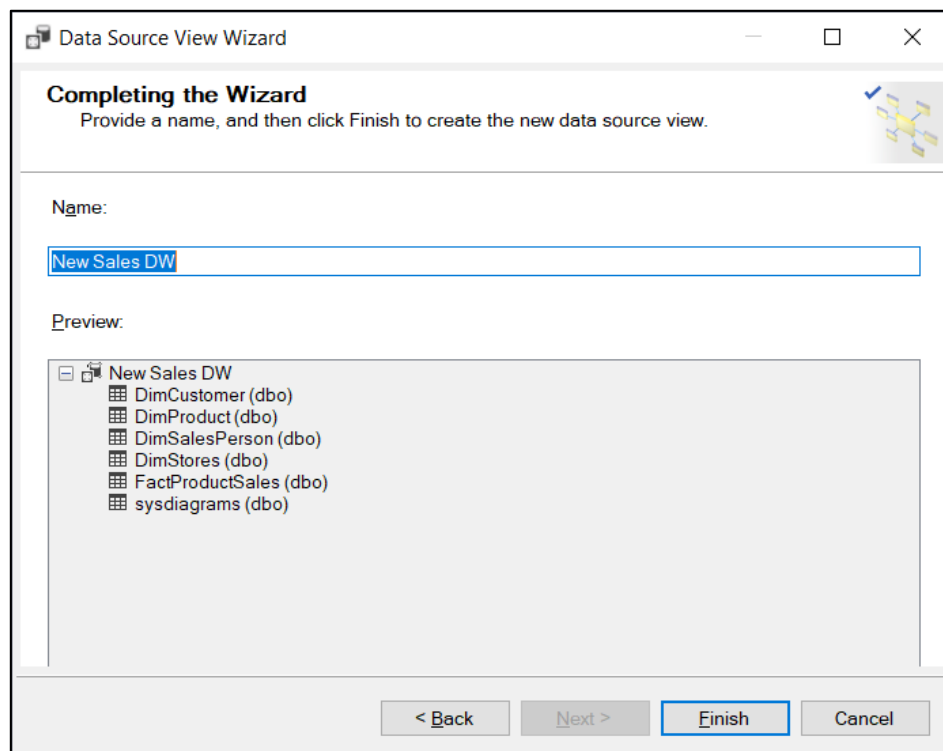 Data Source View Wizard
Completing the Wizard
Provide a name, and then click Finish to create the new data source view.
Name:
New Sales DW
Preview:
New Sales DW
DimCustomer (dbo)
DimProduct (dbo)
DimSalesPerson (dbo)
DimStores (dbo)
FactProductSales (dbo)
sysdiagrams (dbo)
< Back Next > Finish Cancel